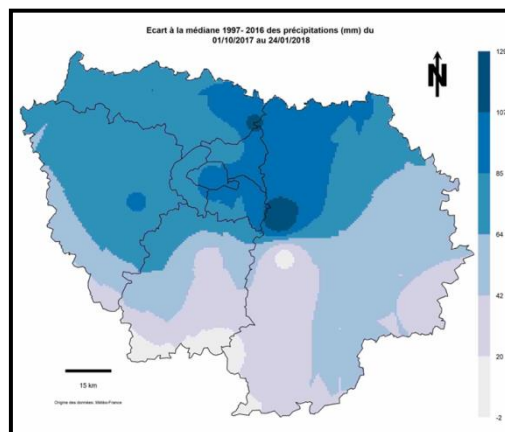 Ecart à la médiane 1997- 2016 des précipitations (mm) du
01/10/2017 au 24/01/2018
N
129
107
85
64
42
20
-2
15 km
Origine des données: Météo-France